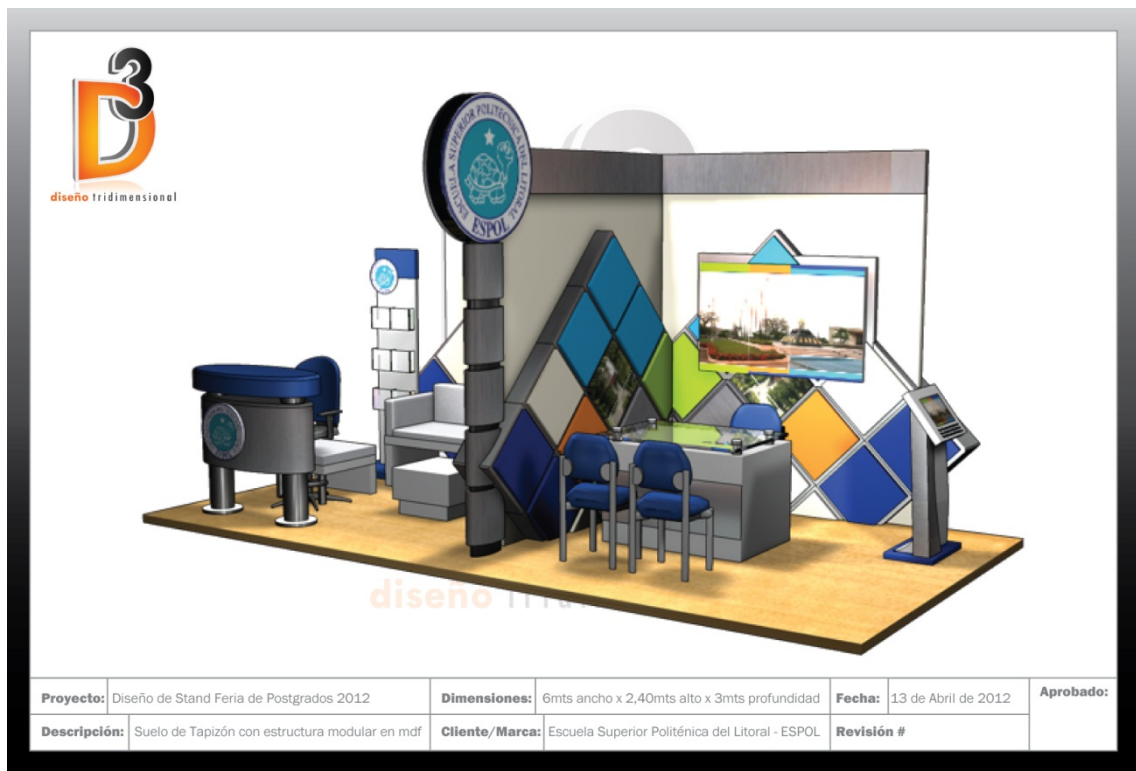 D3
diseño tridimensional
ESCUELA SUPERIOR POLITECNICA DEL LITORAL
ESPOL
diseño
Proyecto: Diseño de Stand Feria de Postgrados 2012
Dimensiones: 6mts ancho x 2,40mts alto x 3mts profundidad
Fecha: 13 de Abril de 2012
Aprobado:
Descripción: Suelo de Tapizón con estructura modular en mdf
Cliente/Marca: Escuela Superior Politénica del Litoral - ESPOL
Revisión #